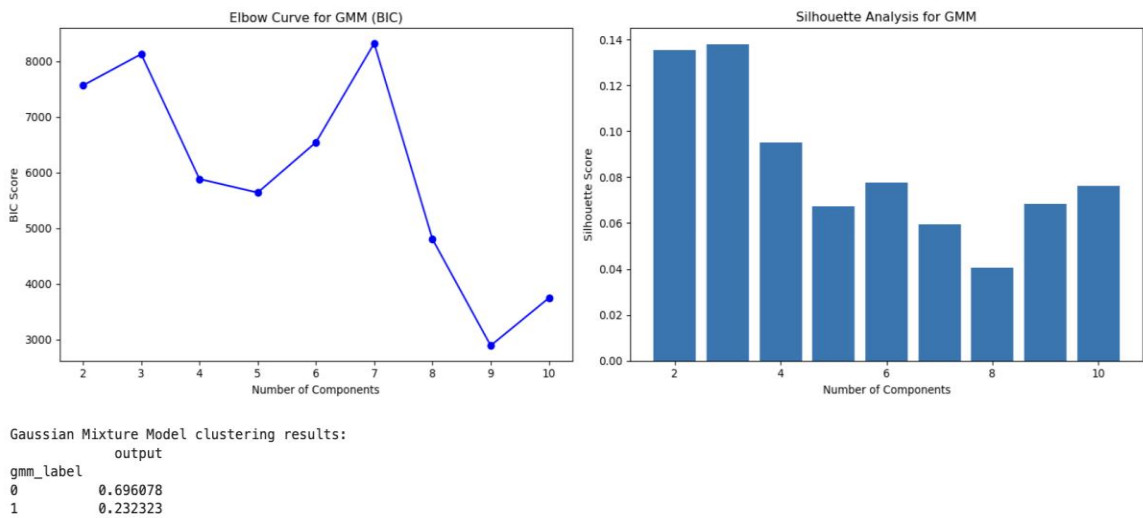 Elbow Curve for GMM (BIC)
8000
7000
6000
5000
4000
3000
BIC Score
2 3 4 5 6 7 8 9 10
Number of Components
Silhouette Analysis for GMM
0.14
0.12
0.10
0.08
0.06
0.04
0.02
0.00
Silhouette Score
2 4 6 8 10
Number of Components
Gaussian Mixture Model clustering results:
output
gmm_label
0 0.696078
1 0.232323